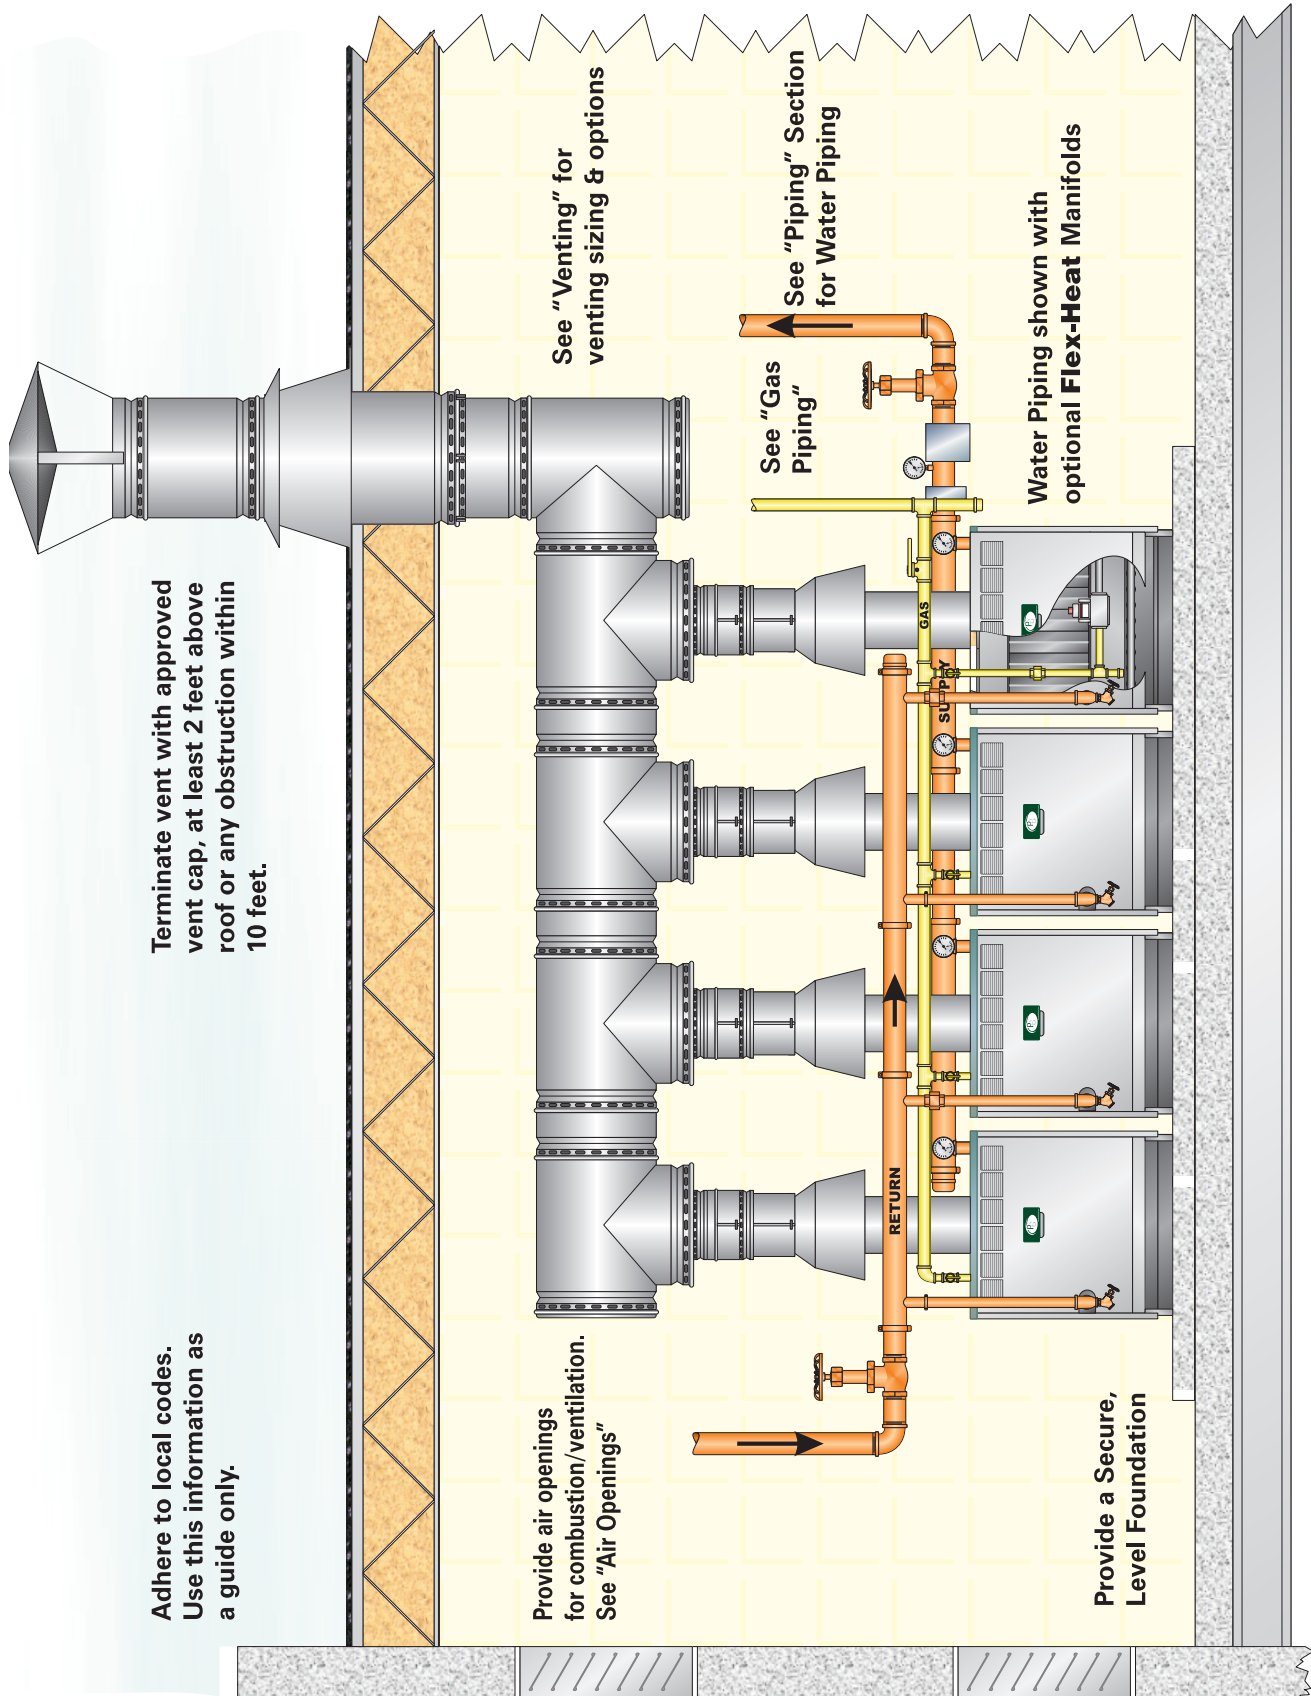 Adhere to local codes.
Use this information as
a guide only.
Terminate vent with approved
vent cap, at least 2 feet above
roof or any obstruction within
10 feet.
Provide air openings
for combustion/ventilation.
See “Air Openings”
See “Venting” for
venting sizing & options
See “Gas
Piping“
See “Piping” Section
for Water Piping
RETURN
GAS
SUPPLY
Water Piping shown with
optional Flex-Heat Manifolds
Provide a Secure,
Level Foundation